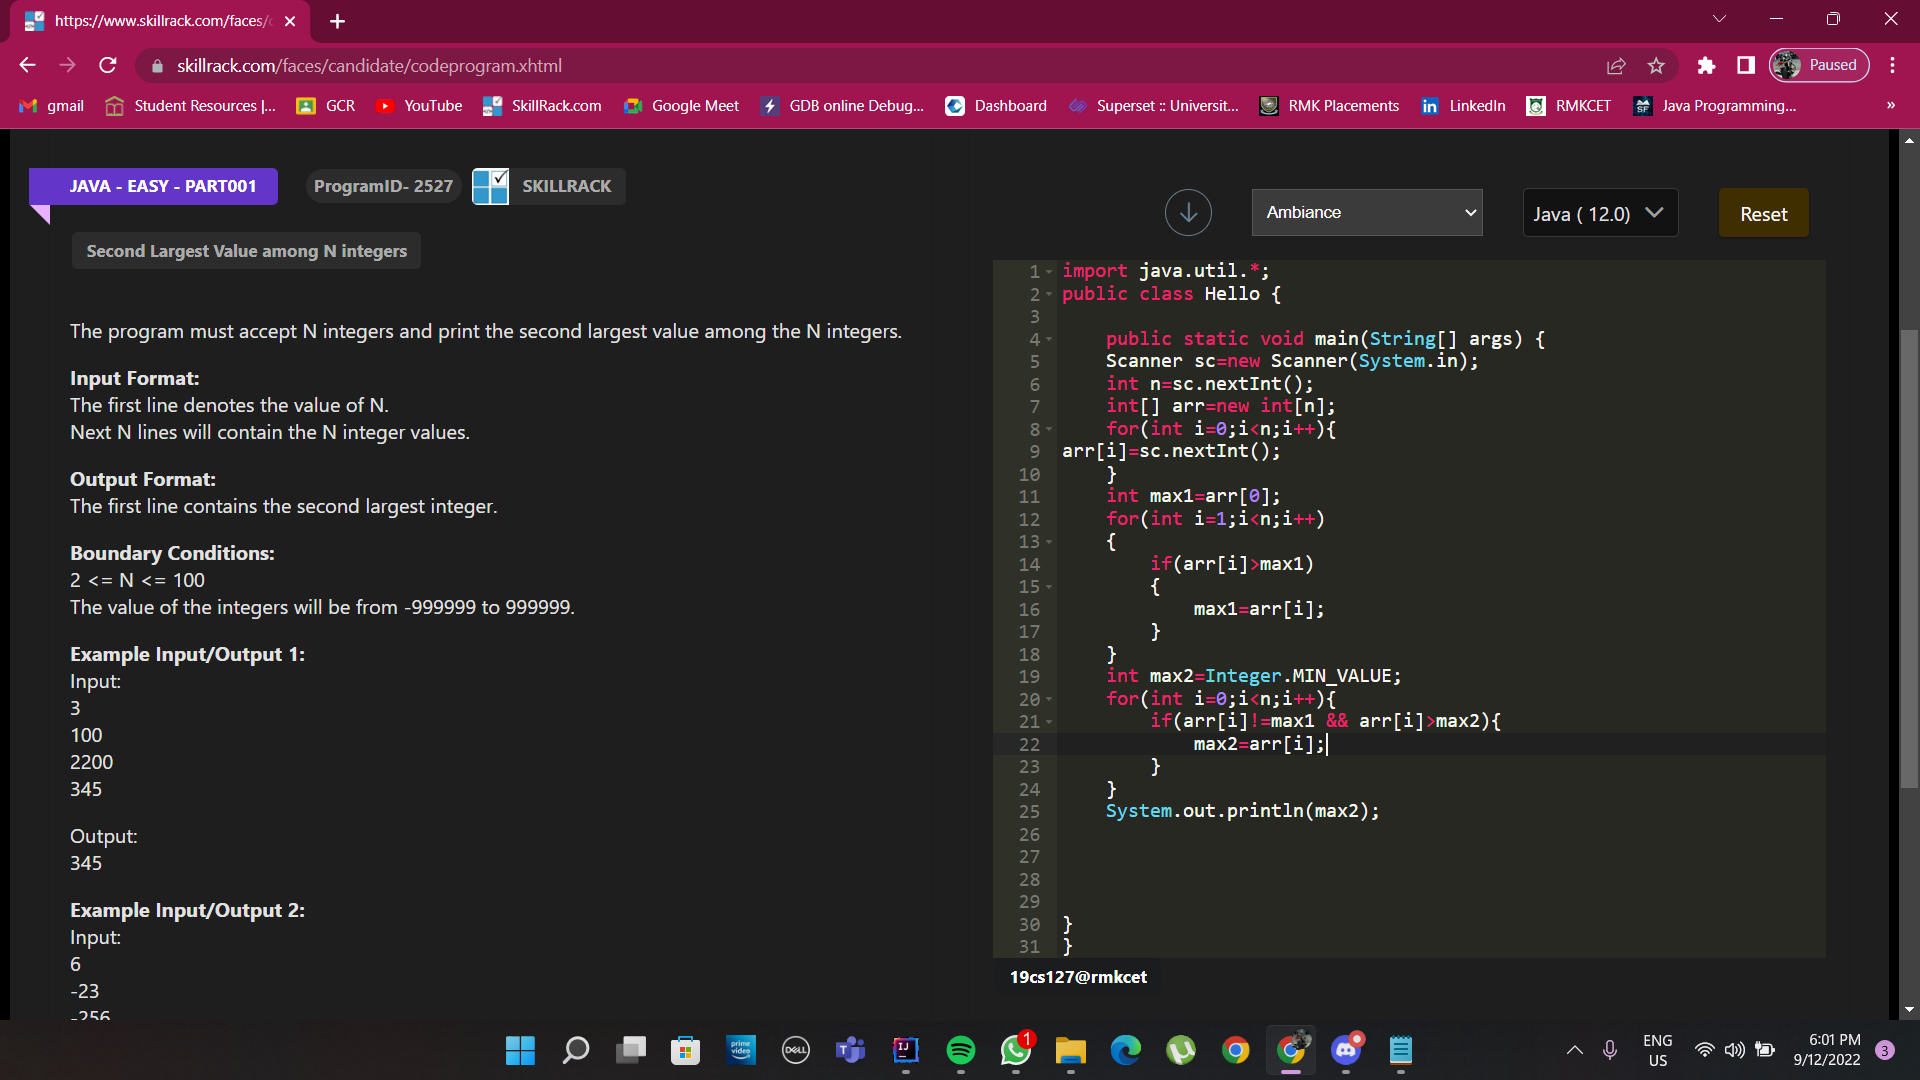 https://www.skillrack.com/faces/c
skillrack.com/faces/candidate/codeprogram.xhtml
Paused
gmail
Student Resources |...
GCR
YouTube
SkillRack.com
Google Meet
GDB online Debug...
Dashboard
Superset :: Universit...
RMK Placements
LinkedIn
RMKCET
Java Programming...
»
JAVA - EASY - PART001
ProgramID- 2527
SKILLRACK
Second Largest Value among N integers
The program must accept N integers and print the second largest value among the N integers.
Input Format:
The first line denotes the value of N.
Next N lines will contain the N integer values.
Output Format:
The first line contains the second largest integer.
Boundary Conditions:
2 <= N <= 100
The value of the integers will be from -999999 to 999999.
Example Input/Output 1:
Input:
3
100
2200
345
Output:
345
Example Input/Output 2:
Input:
6
-23
-256
Ambiance
Java ( 12.0)
Reset
1 import java.util.*;
2 public class Hello {
3
4     public static void main(String[] args) {
5     Scanner sc=new Scanner(System.in);
6     int n=sc.nextInt();
7     int[] arr=new int[n];
8     for(int i=0;i<n;i++){
9 arr[i]=sc.nextInt();
10     }
11     int max1=arr[0];
12     for(int i=1;i<n;i++)
13     {
14         if(arr[i]>max1)
15         {
16             max1=arr[i];
17         }
18     }
19     int max2=Integer.MIN_VALUE;
20     for(int i=0;i<n;i++){
21         if(arr[i]!=max1 && arr[i]>max2){
22             max2=arr[i];
23         }
24     }
25     System.out.println(max2);
26
27
28
29
30 }
31 }
19cs127@rmkcet
prime video
DELL
IJ
1
ENG
US
6:01 PM
9/12/2022
3